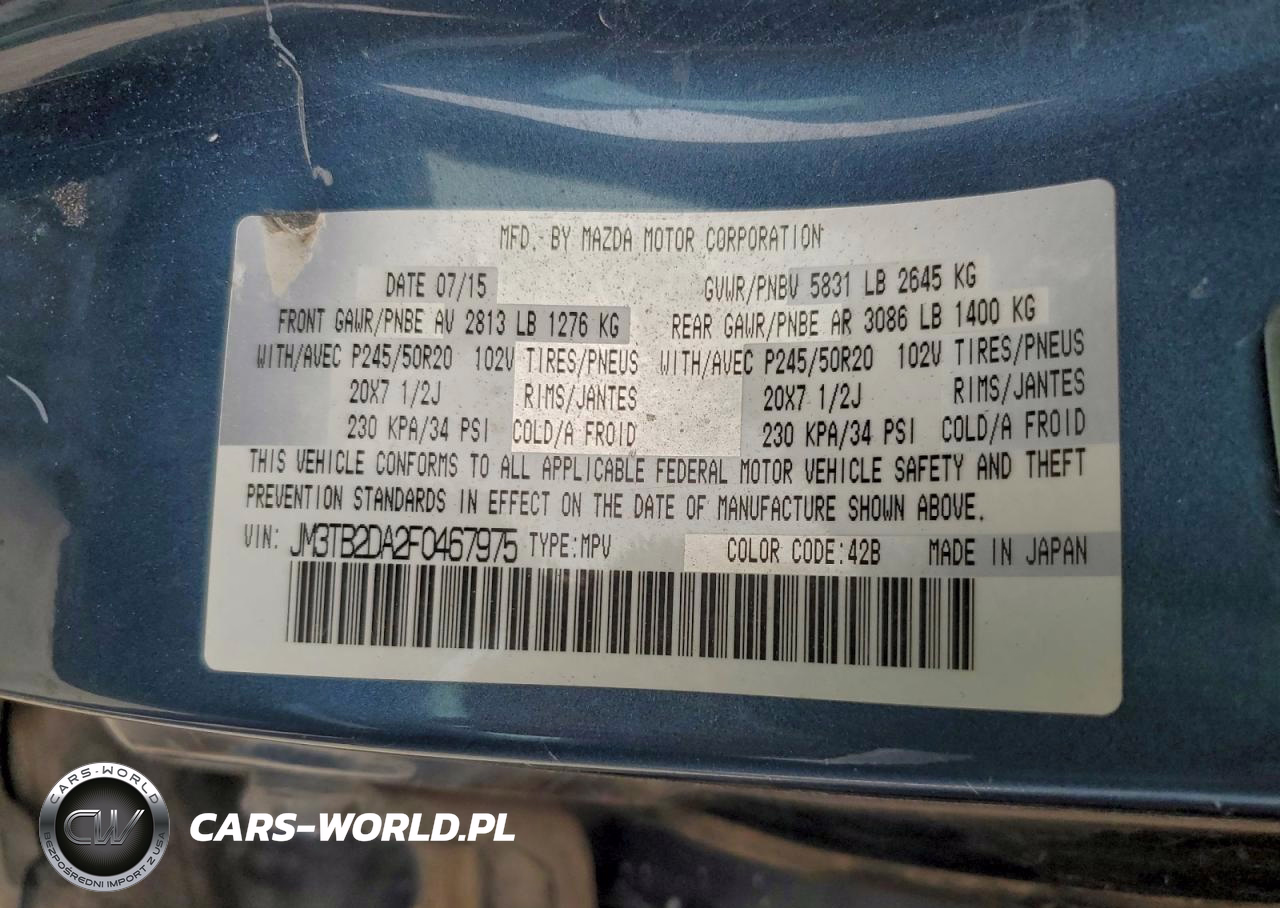 MFD. BY MAZDA MOTOR CORPORATION
DATE 07/15 GVWR/PNBV 5831 LB 2645 KG
FRONT GAWR/PNBE AV 2813 LB 1276 KG REAR GAWR/PNBE AR 3086 LB 1400 KG
WITH/AVEC P245/50R20 102V TIRES/PNEUS WITH/AVEC P245/50R20 102V TIRES/PNEUS
20X7 1/2J RIMS/JANTES 20X7 1/2J RIMS/JANTES
230 KPA/34 PSI COLD/A FROID 230 KPA/34 PSI COLD/A FROID
THIS VEHICLE CONFORMS TO ALL APPLICABLE FEDERAL MOTOR VEHICLE SAFETY AND THEFT
PREVENTION STANDARDS IN EFFECT ON THE DATE OF MANUFACTURE SHOWN ABOVE.
VIN: JM3TB2DA2F0467975 TYPE:MPV COLOR CODE:42B MADE IN JAPAN
CARS-WORLD
CW
BEZPOŚREDNI IMPORT Z USA
CARS-WORLD.PL